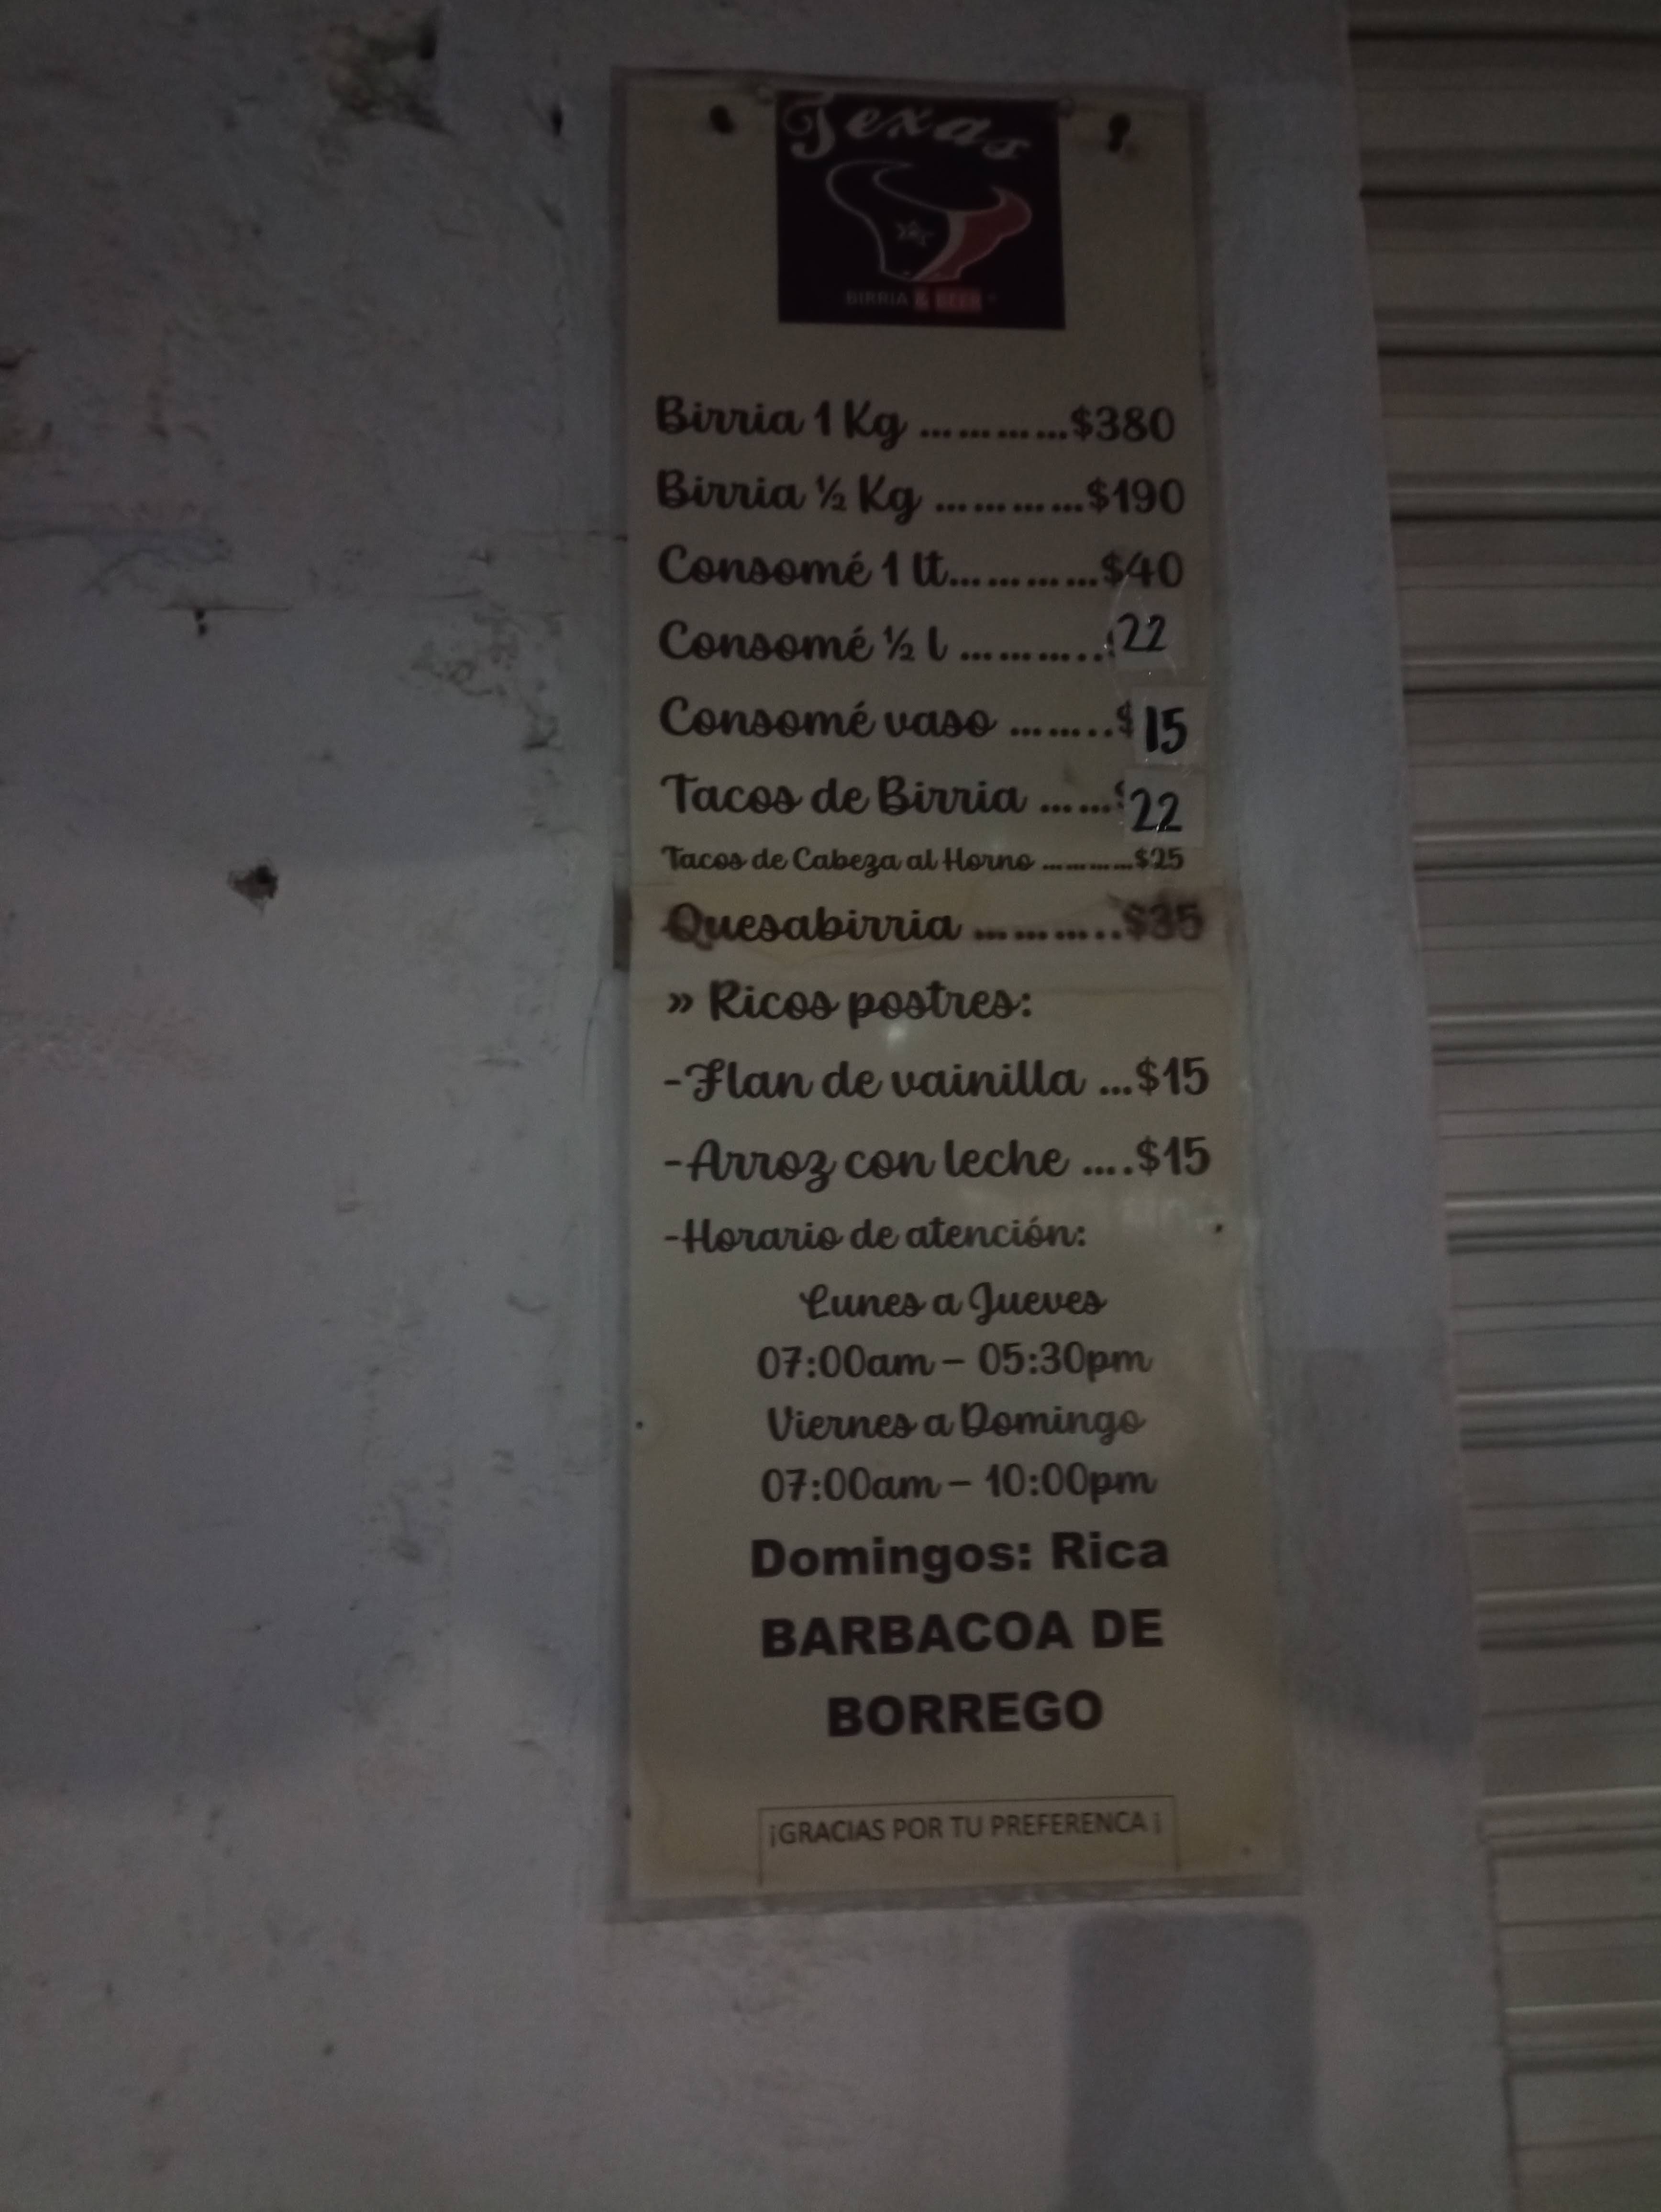 Texas
BIRRIA & BEER
Birria 1 Kg ............$380
Birria ½ Kg ............$190
Consomé 1 lt............$40
Consomé ½ l ...........$22
Consomé vaso ........$ 15
Tacos de Birria ......$22
Tacos de Cabeza al Horno ............$25
Quesabirria ...........$35
» Ricos postres:
-Flan de vainilla ...$15
-Arroz con leche ....$15
-Horario de atención:
Lunes a Jueves
07:00am – 05:30pm
Viernes a Domingo
07:00am – 10:00pm
Domingos: Rica
BARBACOA DE
BORREGO
¡GRACIAS POR TU PREFERENCA ¡